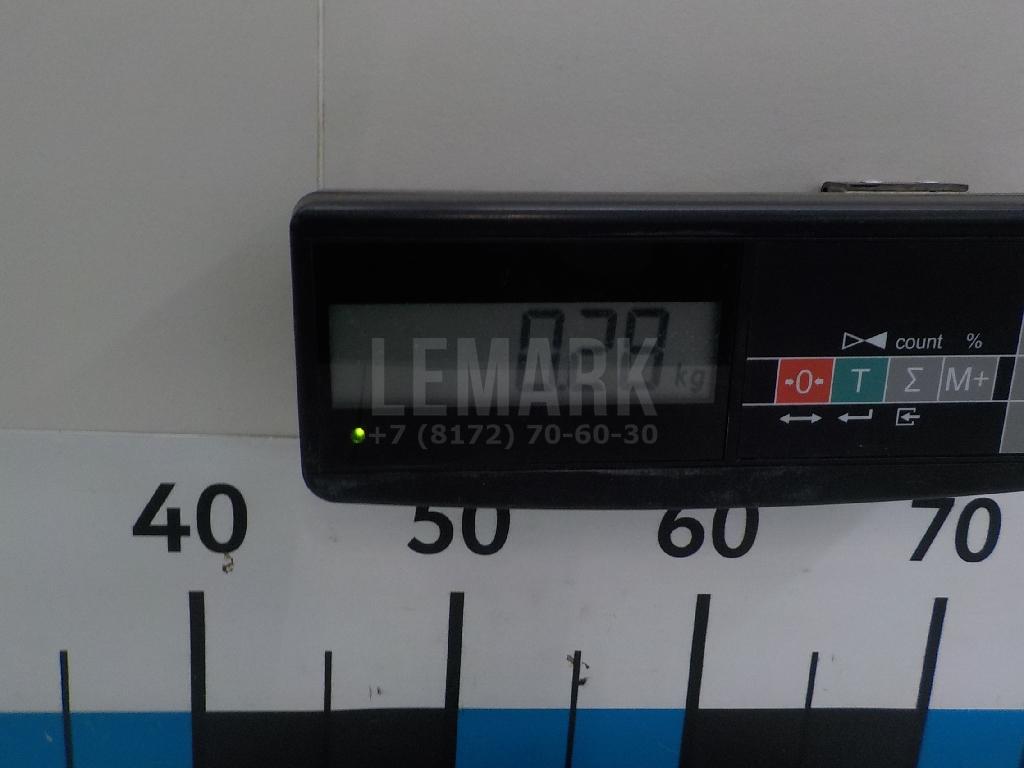 kg
LEMARK
+7 (8172) 70-60-30
count %
→0← T Σ M+
40 50 60 70